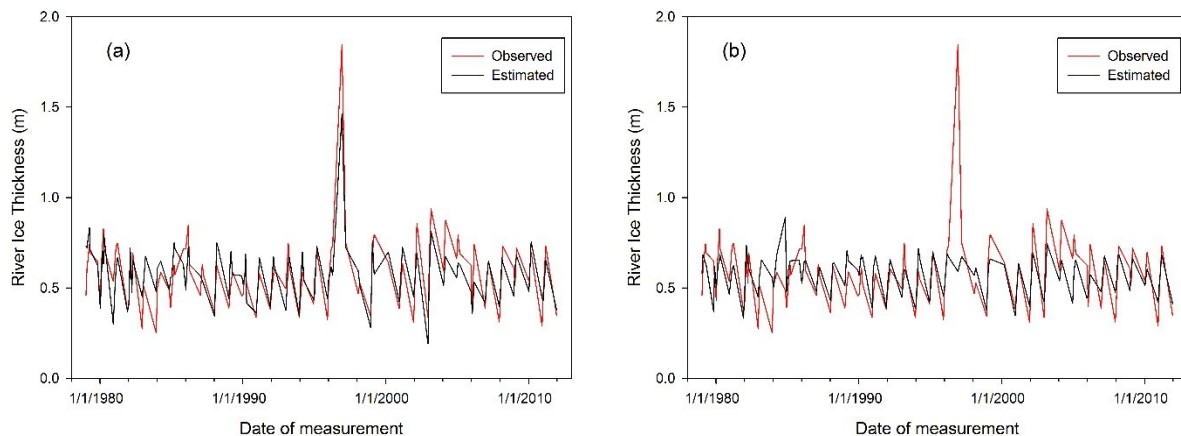 2.0
(a)
Observed
Estimated
1.5
River Ice Thickness (m)
1.0
0.5
0.0
1/1/1980
1/1/1990
1/1/2000
1/1/2010
Date of measurement
2.0
(b)
Observed
Estimated
1.5
River Ice Thickness (m)
1.0
0.5
0.0
1/1/1980
1/1/1990
1/1/2000
1/1/2010
Date of measurement